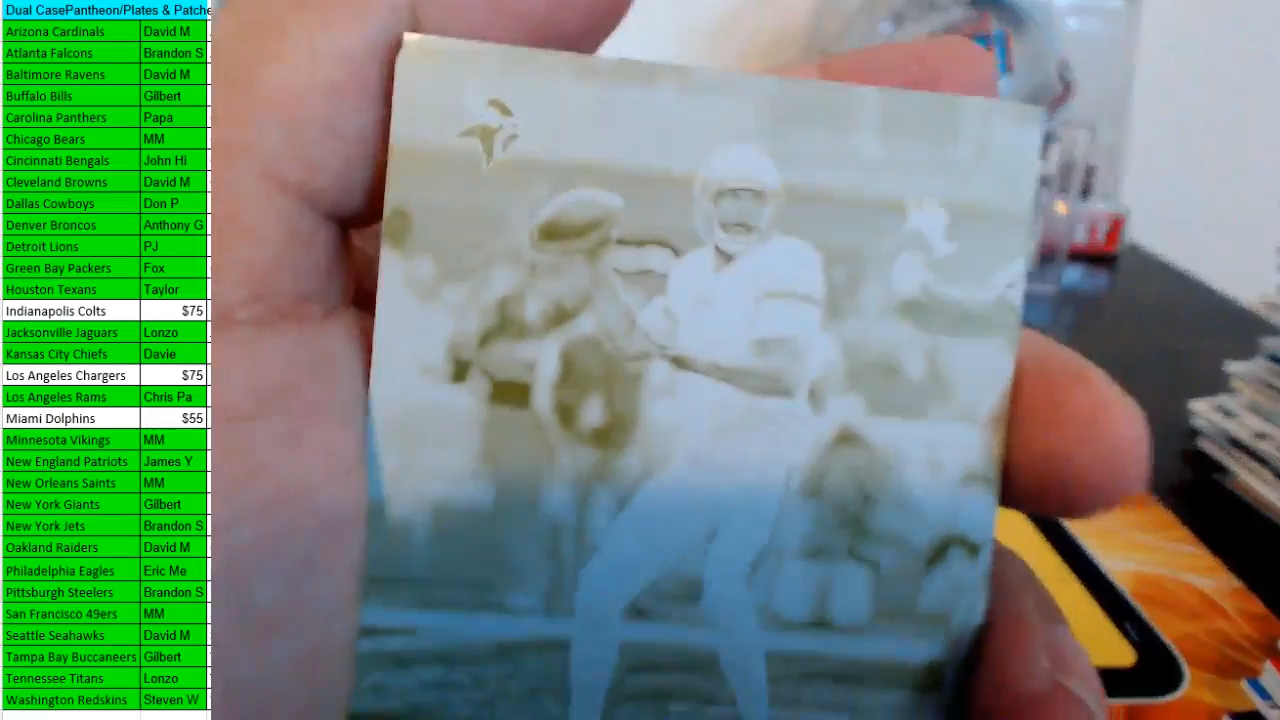 Dual CasePantheon/Plates & Patche
Arizona Cardinals David M
Atlanta Falcons Brandon S
Baltimore Ravens David M
Buffalo Bills Gilbert
Carolina Panthers Papa
Chicago Bears MM
Cincinnati Bengals John Hi
Cleveland Browns David M
Dallas Cowboys Don P
Denver Broncos Anthony G
Detroit Lions PJ
Green Bay Packers Fox
Houston Texans Taylor
Indianapolis Colts $75
Jacksonville Jaguars Lonzo
Kansas City Chiefs Davie
Los Angeles Chargers $75
Los Angeles Rams Chris Pa
Miami Dolphins $55
Minnesota Vikings MM
New England Patriots James Y
New Orleans Saints MM
New York Giants Gilbert
New York Jets Brandon S
Oakland Raiders David M
Philadelphia Eagles Eric Me
Pittsburgh Steelers Brandon S
San Francisco 49ers MM
Seattle Seahawks David M
Tampa Bay Buccaneers Gilbert
Tennessee Titans Lonzo
Washington Redskins Steven W